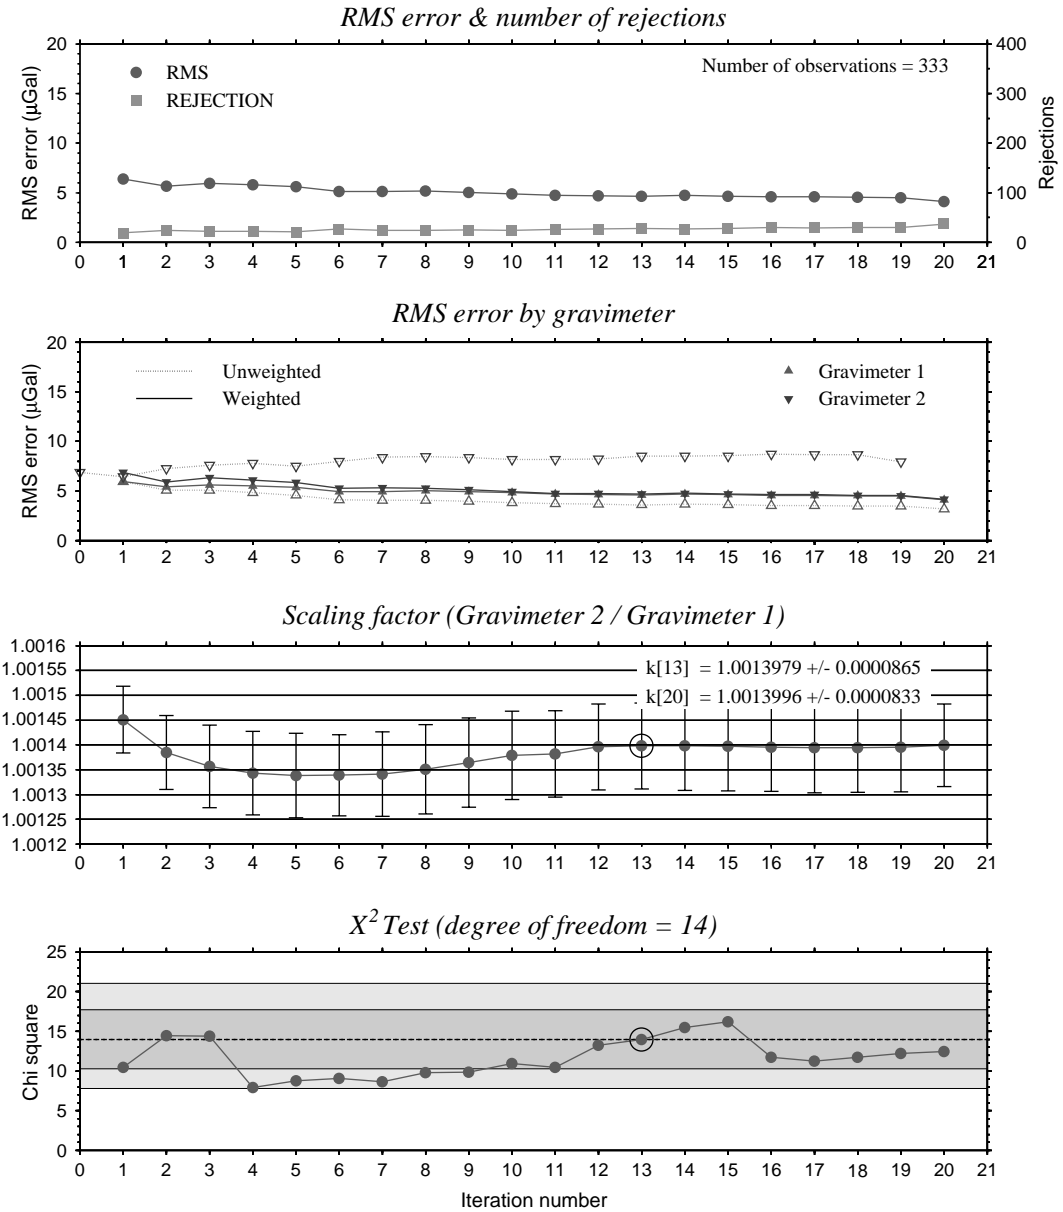 RMS error & number of rejections
20
15
10
5
0
RMS error (μGal)
RMS
REJECTION
Number of observations = 333
400
300
200
100
0
Rejections
0 1 2 3 4 5 6 7 8 9 10 11 12 13 14 15 16 17 18 19 20 21
RMS error by gravimeter
20
15
10
5
0
RMS error (μGal)
Unweighted
Weighted
Gravimeter 1
Gravimeter 2
0 1 2 3 4 5 6 7 8 9 10 11 12 13 14 15 16 17 18 19 20 21
Scaling factor (Gravimeter 2 / Gravimeter 1)
1.0016
1.00155
1.0015
1.00145
1.0014
1.00135
1.0013
1.00125
1.0012
k[13] = 1.0013979 +/- 0.0000865
k[20] = 1.0013996 +/- 0.0000833
0 1 2 3 4 5 6 7 8 9 10 11 12 13 14 15 16 17 18 19 20 21
X² Test (degree of freedom = 14)
25
20
15
10
5
0
Chi square
0 1 2 3 4 5 6 7 8 9 10 11 12 13 14 15 16 17 18 19 20 21
Iteration number